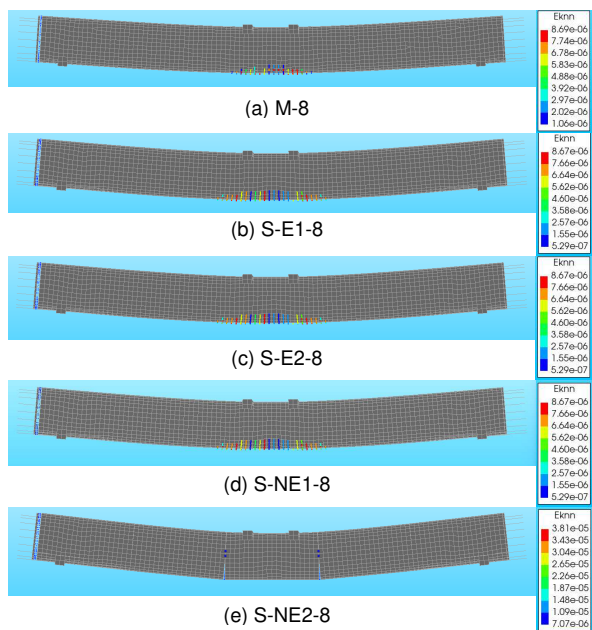 Eknn
8.69e-06
7.74e-06
6.78e-06
5.83e-06
4.88e-06
3.92e-06
2.97e-06
2.02e-06
1.06e-06
(a) M-8
Eknn
8.67e-06
7.66e-06
6.64e-06
5.62e-06
4.60e-06
3.58e-06
2.57e-06
1.55e-06
5.29e-07
(b) S-E1-8
Eknn
8.67e-06
7.66e-06
6.64e-06
5.62e-06
4.60e-06
3.58e-06
2.57e-06
1.55e-06
5.29e-07
(c) S-E2-8
Eknn
8.67e-06
7.66e-06
6.64e-06
5.62e-06
4.60e-06
3.58e-06
2.57e-06
1.55e-06
5.29e-07
(d) S-NE1-8
Eknn
3.81e-05
3.43e-05
3.04e-05
2.65e-05
2.26e-05
1.87e-05
1.48e-05
1.09e-05
7.07e-06
(e) S-NE2-8